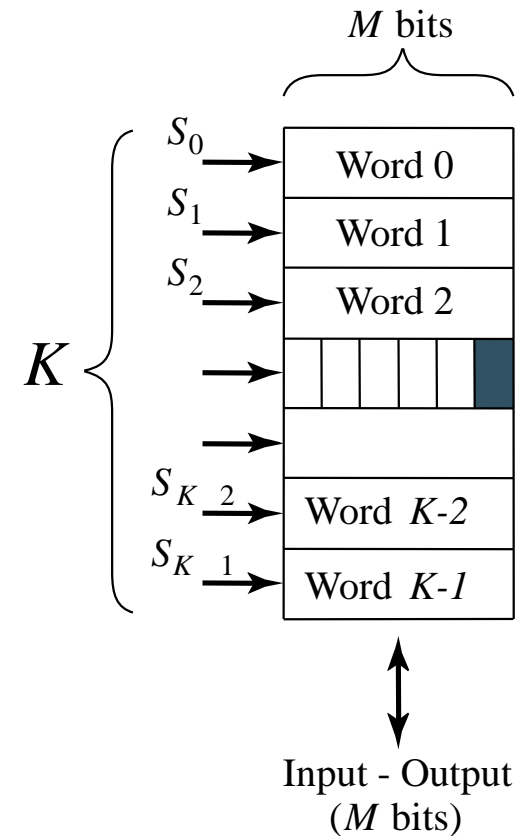 M bits
S0
Word 0
S1
Word 1
S2
Word 2
K
SK 2
Word K-2
SK 1
Word K-1
Input - Output
(M bits)